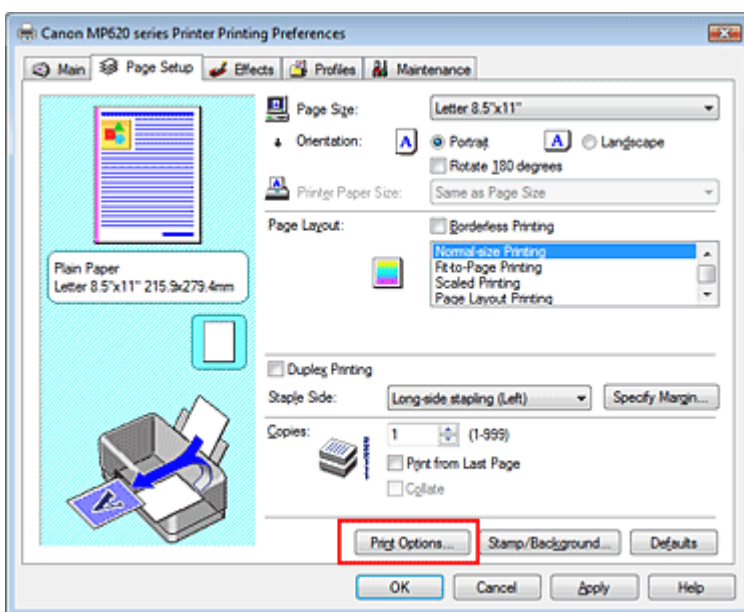 Canon MP620 series Printer Printing Preferences
Main Page Setup Effects Profiles Maintenance
Page Size: Letter 8.5"x11"
Orientation: A Portrait A Landscape
Rotate 180 degrees
Printer Paper Size: Same as Page Size
Page Layout: Borderless Printing
Normal-size Printing
Fit-to-Page Printing
Scaled Printing
Page Layout Printing
Plain Paper
Letter 8.5"x11" 215.9x279.4mm
Duplex Printing
Staple Side: Long-side stapling (Left) Specify Margin...
Copies: 1 (1-999)
Print from Last Page
Collate
Print Options... Stamp/Background... Defaults
OK Cancel Apply Help